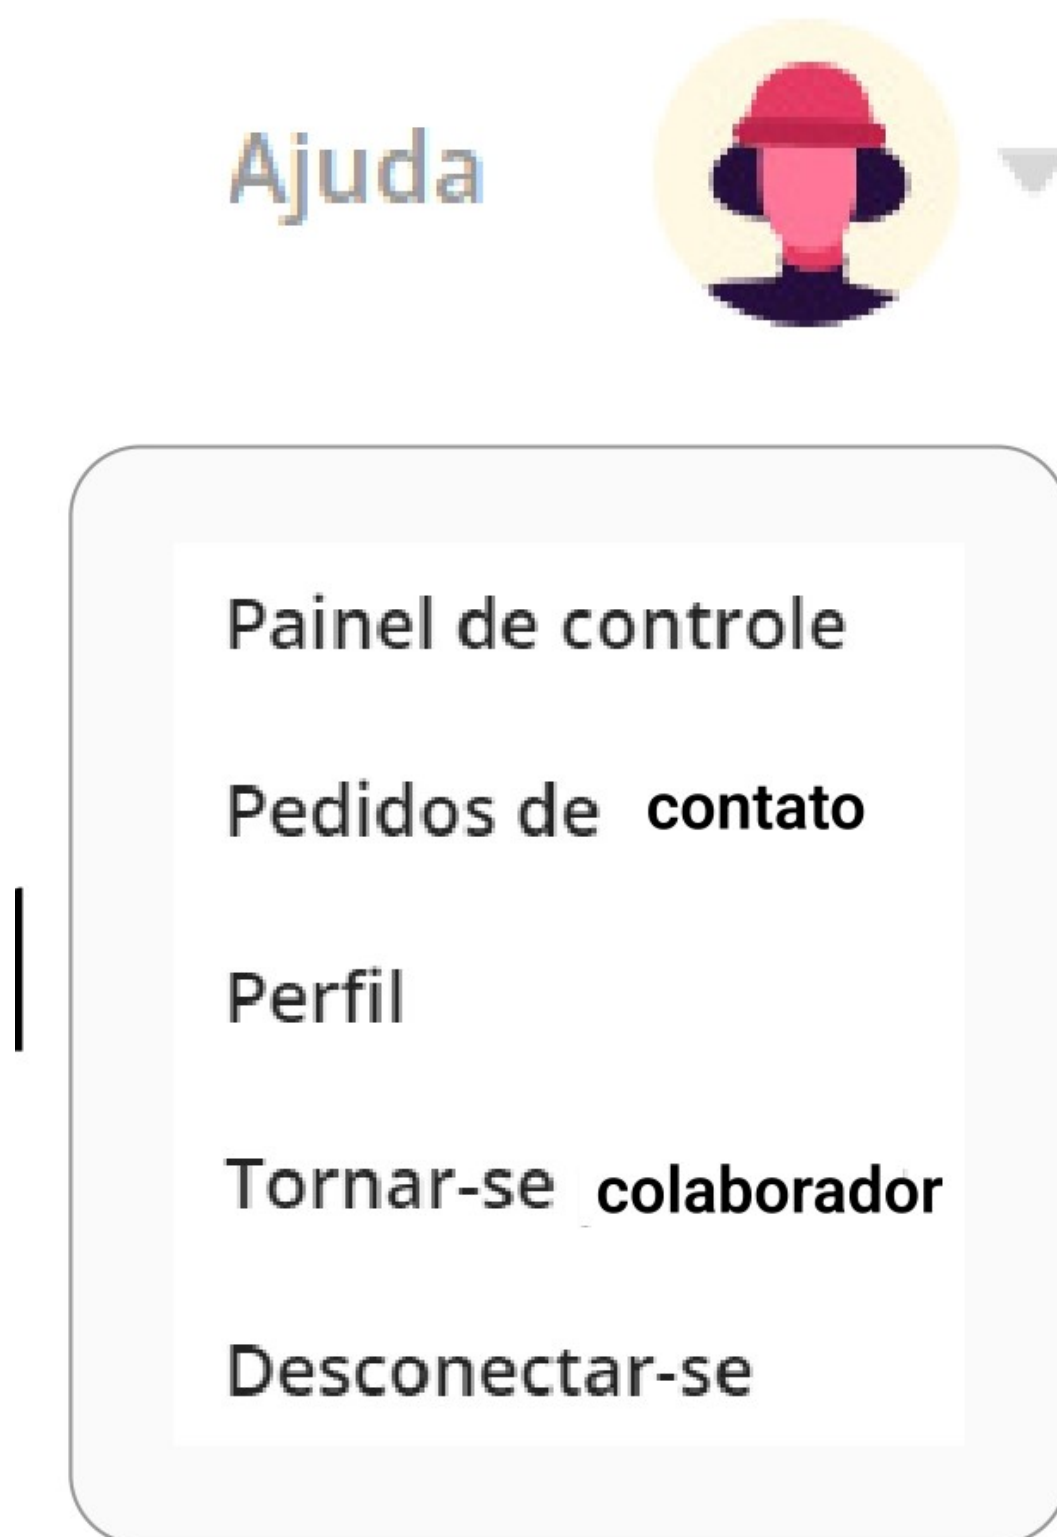 Ajuda
Painel de controle
Pedidos de contato
Perfil
Tornar-se colaborador
Desconectar-se